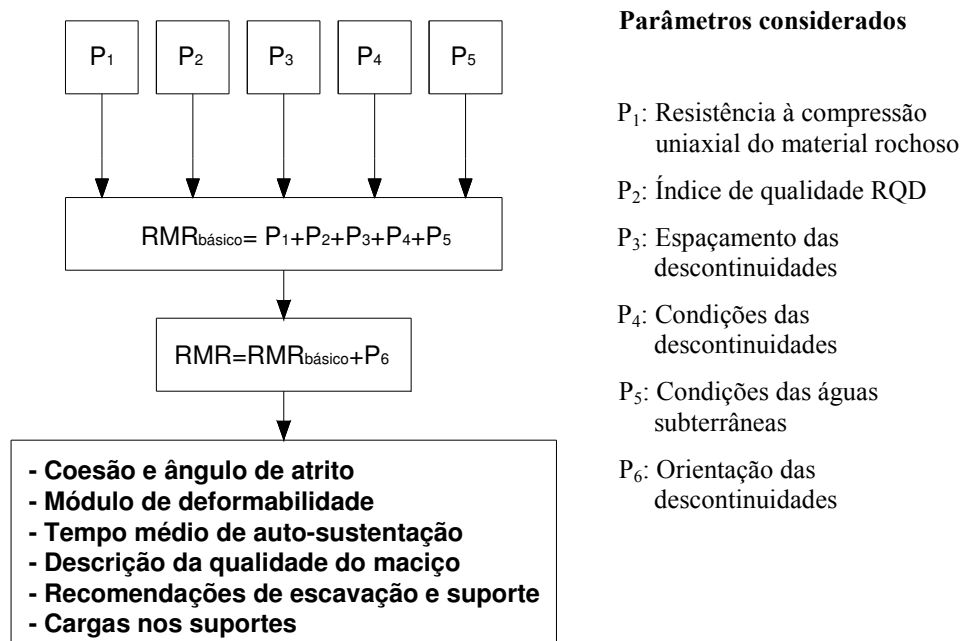 P1 P2 P3 P4 P5
RMRbásico= P1+P2+P3+P4+P5
RMR=RMRbásico+P6
- Coesão e ângulo de atrito
- Módulo de deformabilidade
- Tempo médio de auto-sustentação
- Descrição da qualidade do maciço
- Recomendações de escavação e suporte
- Cargas nos suportes
Parâmetros considerados
P1: Resistência à compressão
uniaxial do material rochoso
P2: Índice de qualidade RQD
P3: Espaçamento das
descontinuidades
P4: Condições das
descontinuidades
P5: Condições das águas
subterrâneas
P6: Orientação das
descontinuidades